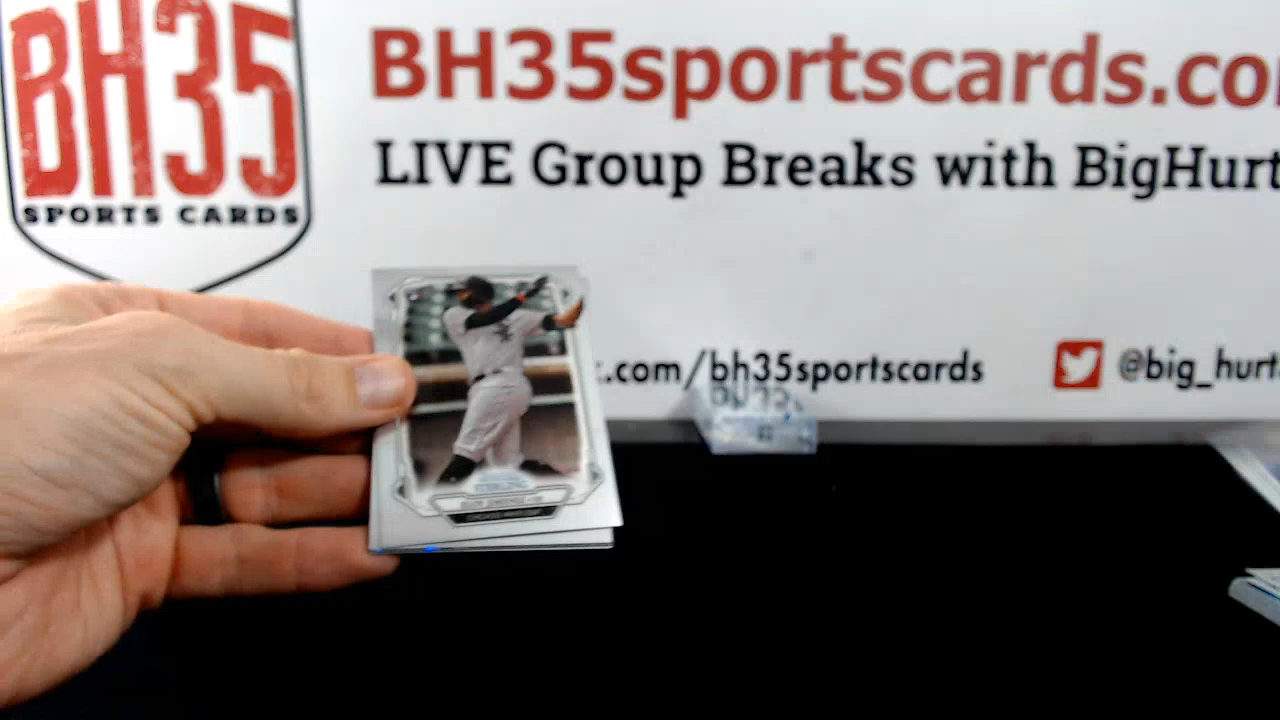 BH35
SPORTS CARDS
BH35sportscards.co
LIVE Group Breaks with BigHurt
.com/bh35sportscards
@big_hurt